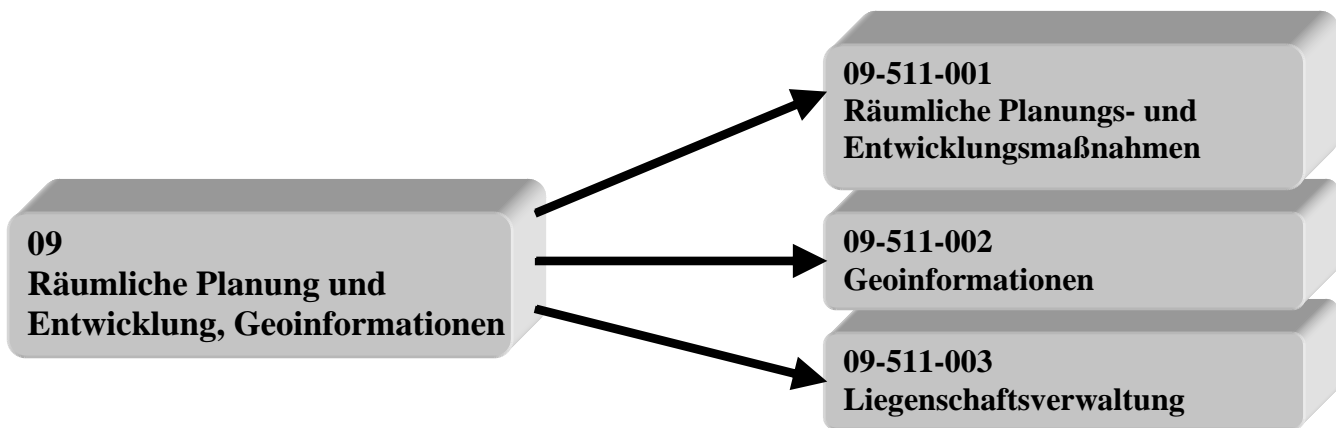 09
Räumliche Planung und
Entwicklung, Geoinformationen
09-511-001
Räumliche Planungs- und
Entwicklungsmaßnahmen
09-511-002
Geoinformationen
09-511-003
Liegenschaftsverwaltung